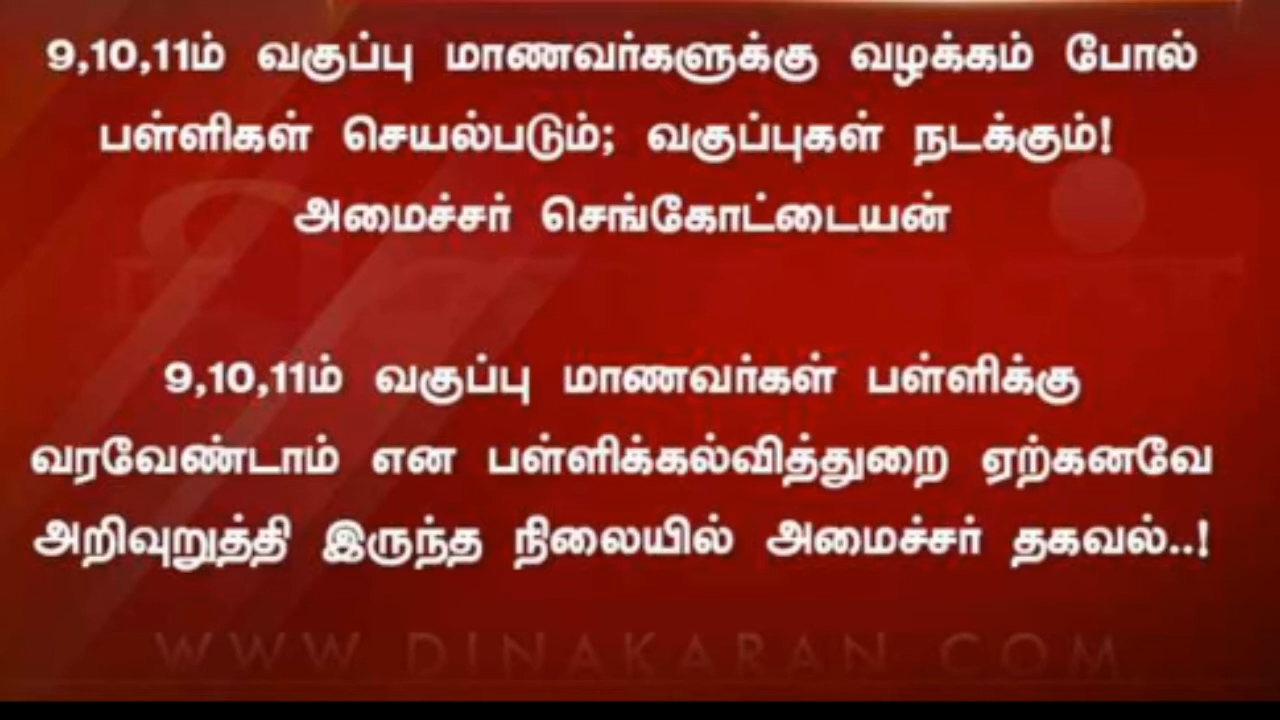 9,10,11ம் வகுப்பு மாணவர்களுக்கு வழக்கம் போல்
பள்ளிகள் செயல்படும்; வகுப்புகள் நடக்கும்!
அமைச்சர் செங்கோட்டையன்
9,10,11ம் வகுப்பு மாணவர்கள் பள்ளிக்கு
வரவேண்டாம் என பள்ளிக்கல்வித்துறை ஏற்கனவே
அறிவுறுத்தி இருந்த நிலையில் அமைச்சர் தகவல்..!
WWW.DINAKARAN.COM